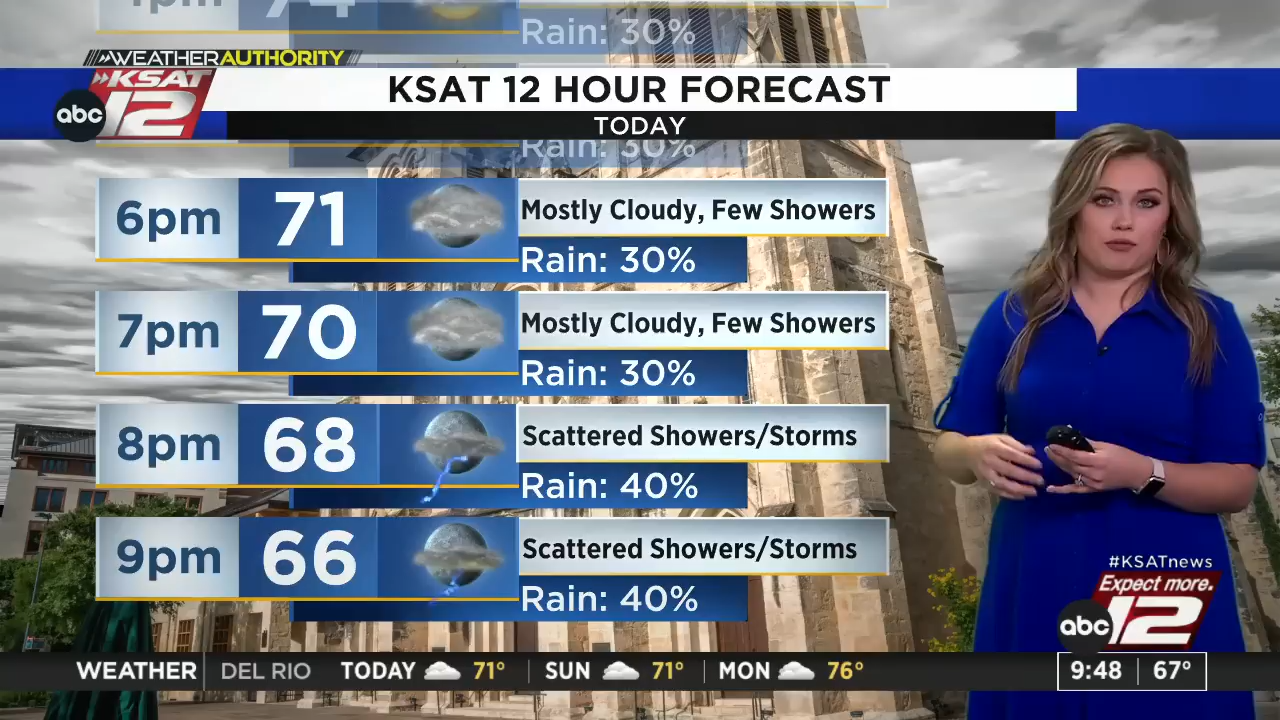 Rain: 30%
WEATHERAUTHORITY
KSAT
12
abc
KSAT 12 HOUR FORECAST
TODAY
Rain: 30%
6pm 71 Mostly Cloudy, Few Showers
Rain: 30%
7pm 70 Mostly Cloudy, Few Showers
Rain: 30%
8pm 68 Scattered Showers/Storms
Rain: 40%
9pm 66 Scattered Showers/Storms
Rain: 40%
#KSATnews
Expect more.
abc 12
WEATHER DEL RIO TODAY 71° SUN 71° MON 76°
9:48 67°